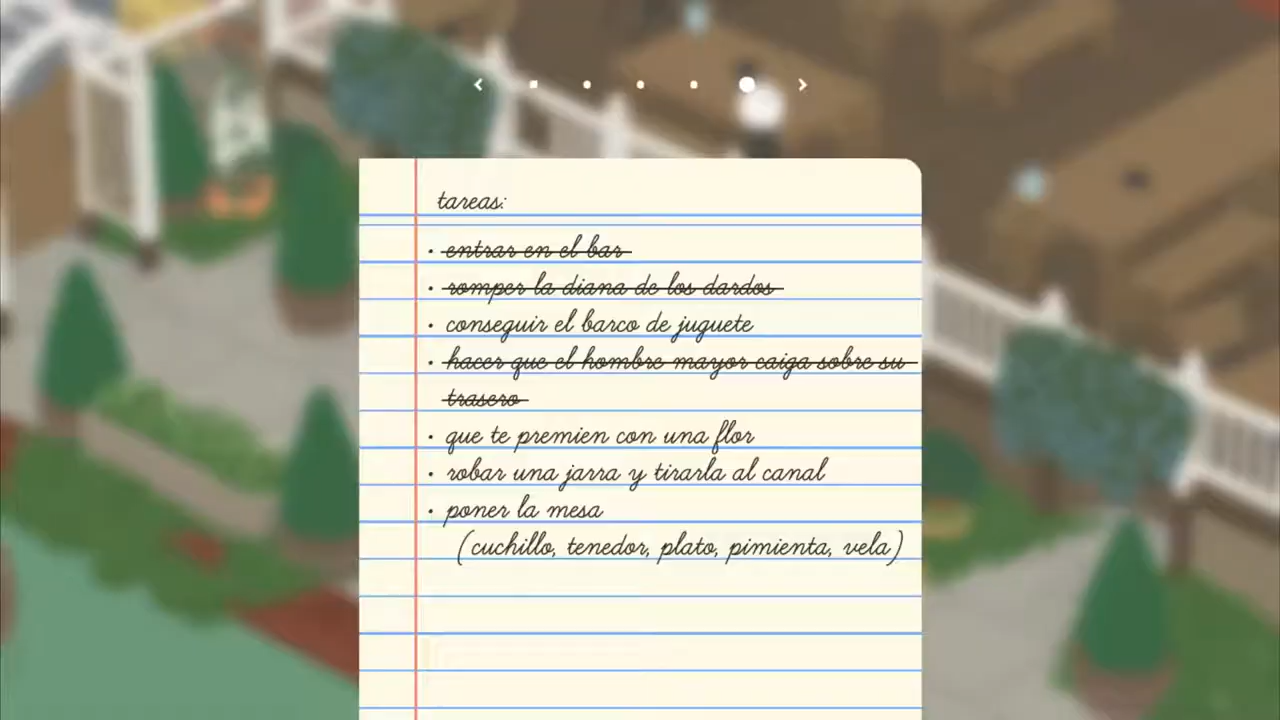 tareas:
· entrar en el bar
· romper la diana de los dardos
· conseguir el barco de juguete
· hacer que el hombre mayor caiga sobre su
trasero
· que te premien con una flor
· robar una jarra y tirarla al canal
· poner la mesa
(cuchillo, tenedor, plato, pimienta, vela)